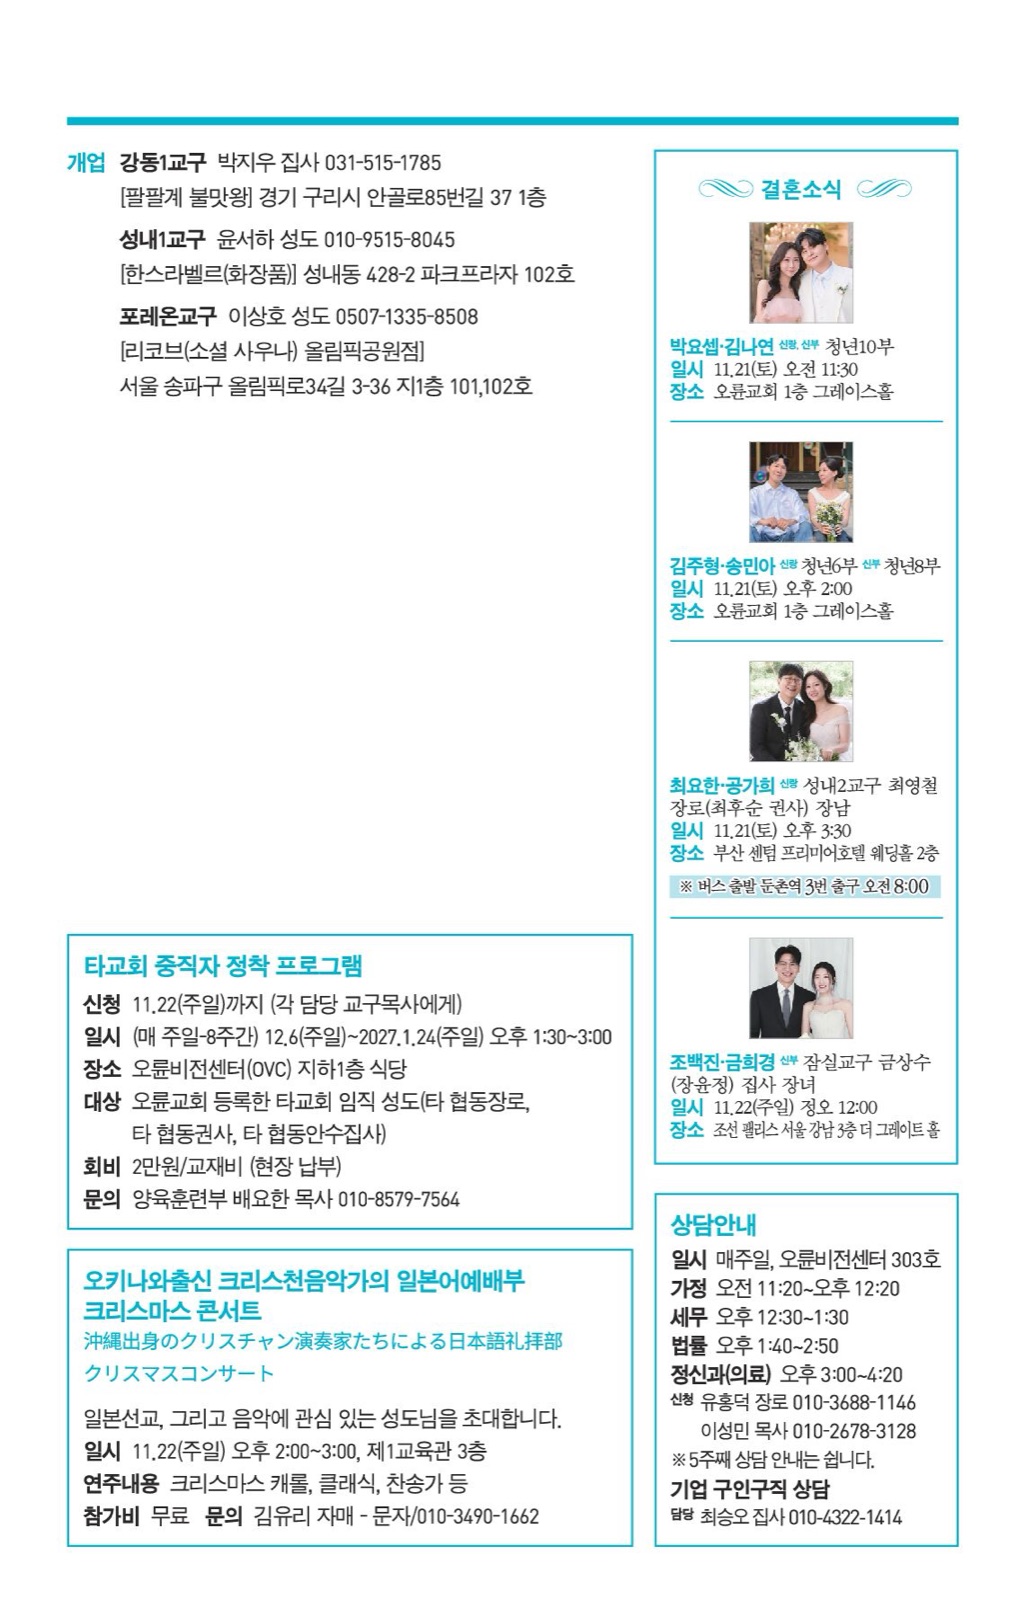 개업 강동1교구 박지우 집사 031-515-1785
[팔팔계 불맛왕] 경기 구리시 안골로85번길 37 1층
성내1교구 윤서하 성도 010-9515-8045
[한스라벨르(화장품)] 성내동 428-2 파크프라자 102호
포레온교구 이상호 성도 0507-1335-8508
[리코브(소셜 사우나) 올림픽공원점]
서울 송파구 올림픽로34길 3-36 지1층 101,102호
타교회 중직자 정착 프로그램
신청 11.22(주일)까지 (각 담당 교구목사에게)
일시 (매 주일-8주간) 12.6(주일)~2027.1.24(주일) 오후 1:30~3:00
장소 오륜비전센터(OVC) 지하1층 식당
대상 오륜교회 등록한 타교회 임직 성도(타 협동장로,
타 협동권사, 타 협동안수집사)
회비 2만원/교재비 (현장 납부)
문의 양육훈련부 배요한 목사 010-8579-7564
오키나와출신 크리스천음악가의 일본어예배부
크리스마스 콘서트
沖縄出身のクリスチャン演奏家たちによる日本語礼拝部
クリスマスコンサート
일본선교, 그리고 음악에 관심 있는 성도님을 초대합니다.
일시 11.22(주일) 오후 2:00~3:00, 제1교육관 3층
연주내용 크리스마스 캐롤, 클래식, 찬송가 등
참가비 무료 문의 김유리 자매 - 문자/010-3490-1662
결혼소식
박요셉·김나연 신랑, 신부 청년10부
일시 11.21(토) 오전 11:30
장소 오륜교회 1층 그레이스홀
김주형·송민아 신랑 청년6부 신부 청년8부
일시 11.21(토) 오후 2:00
장소 오륜교회 1층 그레이스홀
최요한·공가희 신랑 성내2교구 최영철
장로(최후순 권사) 장남
일시 11.21(토) 오후 3:30
장소 부산 센텀 프리미어호텔 웨딩홀 2층
※ 버스 출발 둔촌역 3번 출구 오전 8:00
조백진·금희경 신부 잠실교구 금상수
(장윤정) 집사 장녀
일시 11.22(주일) 정오 12:00
장소 조선 팰리스 서울 강남 3층 더 그레이트 홀
상담안내
일시 매주일, 오륜비전센터 303호
가정 오전 11:20~오후 12:20
세무 오후 12:30~1:30
법률 오후 1:40~2:50
정신과(의료) 오후 3:00~4:20
신청 유홍덕 장로 010-3688-1146
이성민 목사 010-2678-3128
※ 5주째 상담 안내는 쉽니다.
기업 구인구직 상담
담당 최승오 집사 010-4322-1414